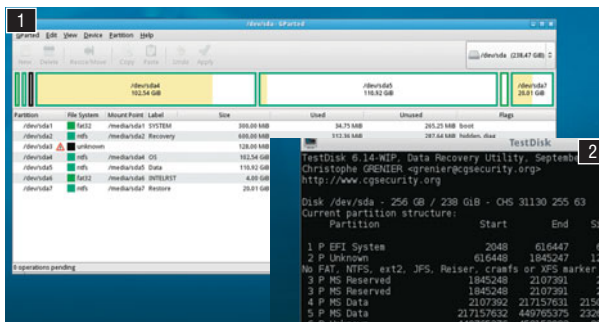 1
/dev/sda - GParted
GParted Edit View Device Partition Help
New Delete Resize/Move Copy Paste Undo Apply
/dev/sda (238.47 GiB)
/dev/sda4 /dev/sda5 /dev/sda7
102.54 GiB 110.92 GiB 20.01 GiB
Partition File System Mount Point Label Size Used Unused Flags
/dev/sda1 fat32 /media/sda1 SYSTEM 300.00 MiB 34.75 MiB 265.25 MiB boot
/dev/sda2 ntfs /media/sda2 Recovery 600.00 MiB 312.36 MiB 287.64 MiB hidden, diag
/dev/sda3 unknown 128.00 MiB
/dev/sda4 ntfs /media/sda4 OS 102.54 GiB
/dev/sda5 ntfs /media/sda5 Data 110.92 GiB
/dev/sda6 fat32 /media/sda6 INTELRST 4.00 GiB
/dev/sda7 ntfs /media/sda7 Restore 20.01 GiB
0 operations pending
2
TestDisk
TestDisk 6.14-WIP, Data Recovery Utility, Septembe
Christophe GRENIER <grenier@cgsecurity.org>
http://www.cgsecurity.org
Disk /dev/sda - 256 GB / 238 GiB - CHS 31130 255 63
Current partition structure:
Partition Start End Si
1 P EFI System 2048 616447
2 P Unknown 616448 1845247 12
No FAT, NTFS, ext2, JFS, Reiser, cramfs or XFS marker
3 P MS Reserved 1845248 2107391
3 P MS Reserved 1845248 2107391
4 P MS Data 2107392 217157631 2150
5 P MS Data 217157632 449765375 2326